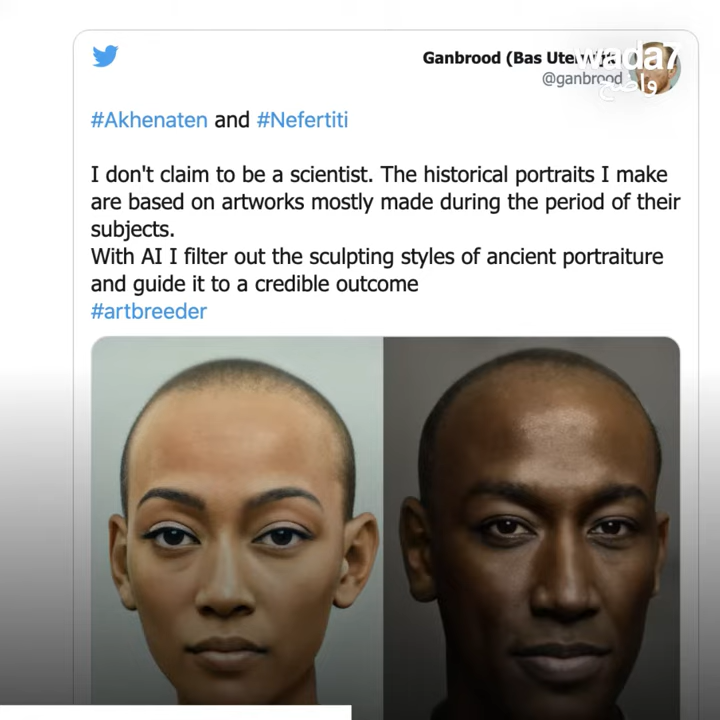 Ganbrood (Bas
@ganbrood
wada7
واضح
#Akhenaten and #Nefertiti
I don't claim to be a scientist. The historical portraits I make
are based on artworks mostly made during the period of their
subjects.
With AI I filter out the sculpting styles of ancient portraiture
and guide it to a credible outcome
#artbreeder